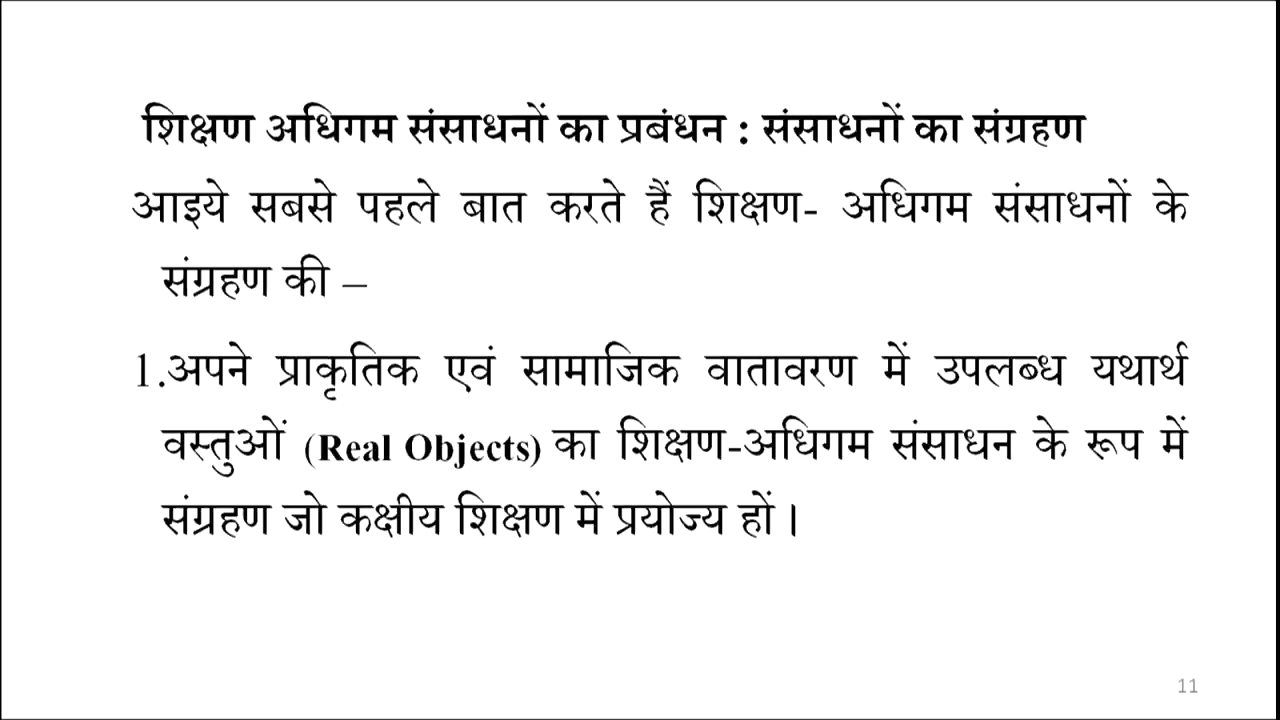 शिक्षण अधिगम संसाधनों का प्रबंधन : संसाधनों का संग्रहण
आइये सबसे पहले बात करते हैं शिक्षण- अधिगम संसाधनों के
संग्रहण की –
1.अपने प्राकृतिक एवं सामाजिक वातावरण में उपलब्ध यथार्थ
वस्तुओं (Real Objects) का शिक्षण-अधिगम संसाधन के रूप में
संग्रहण जो कक्षीय शिक्षण में प्रयोज्य हों ।
11